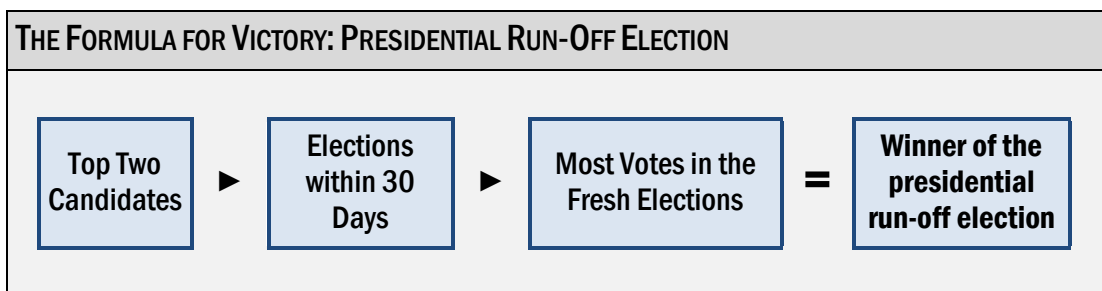 THE FORMULA FOR VICTORY: PRESIDENTIAL RUN-OFF ELECTION
Top Two
Candidates
►
Elections
within 30
Days
►
Most Votes in the
Fresh Elections
=
Winner of the
presidential
run-off election